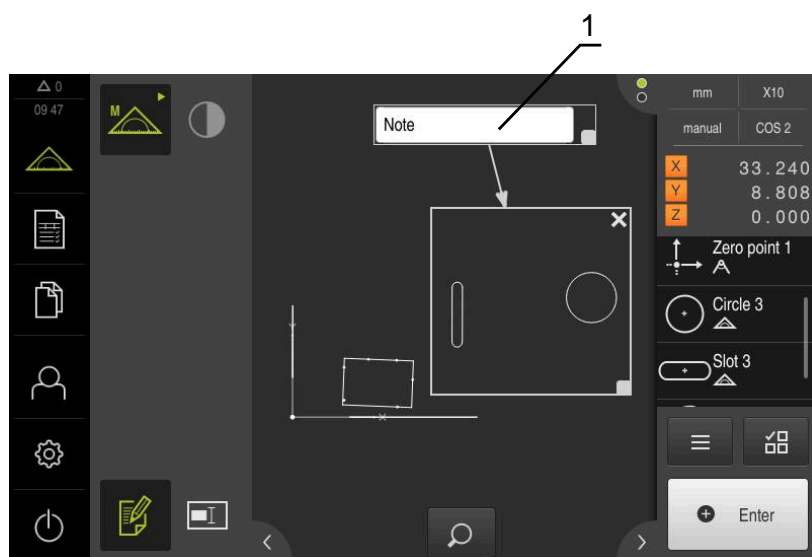 1
0
09 47
M
Note
mm X10
manual COS 2
X 33.240
Y 8.808
Z 0.000
Zero point 1
Circle 3
Slot 3
Enter